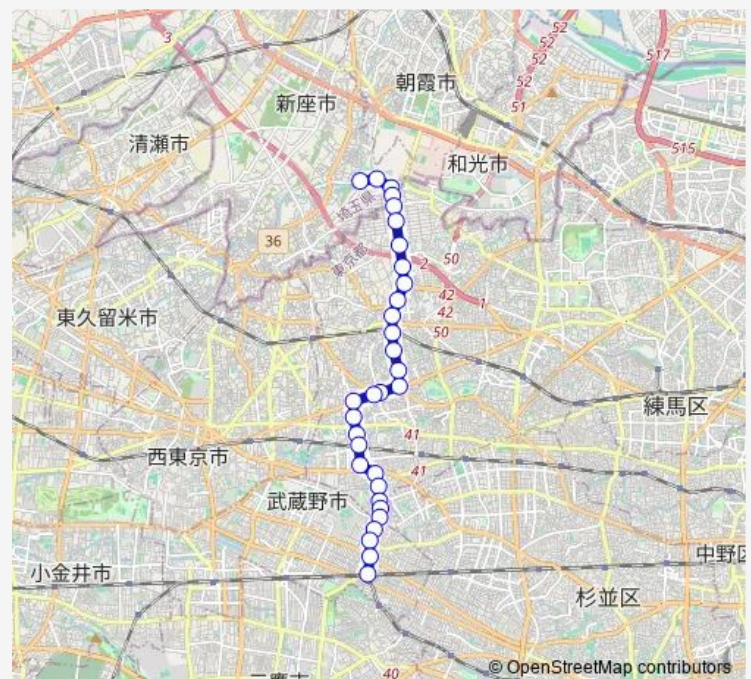 3
52
52
517
52
朝霞市
52
新座市
51
515
清瀬市
和光市
埼玉県
36
東京都
50
2
42
1
東久留米市
42
50
練馬区
41
西東京市
41
武蔵野市
中野区
小金井市
杉並区
40
© OpenStreetMap contributors